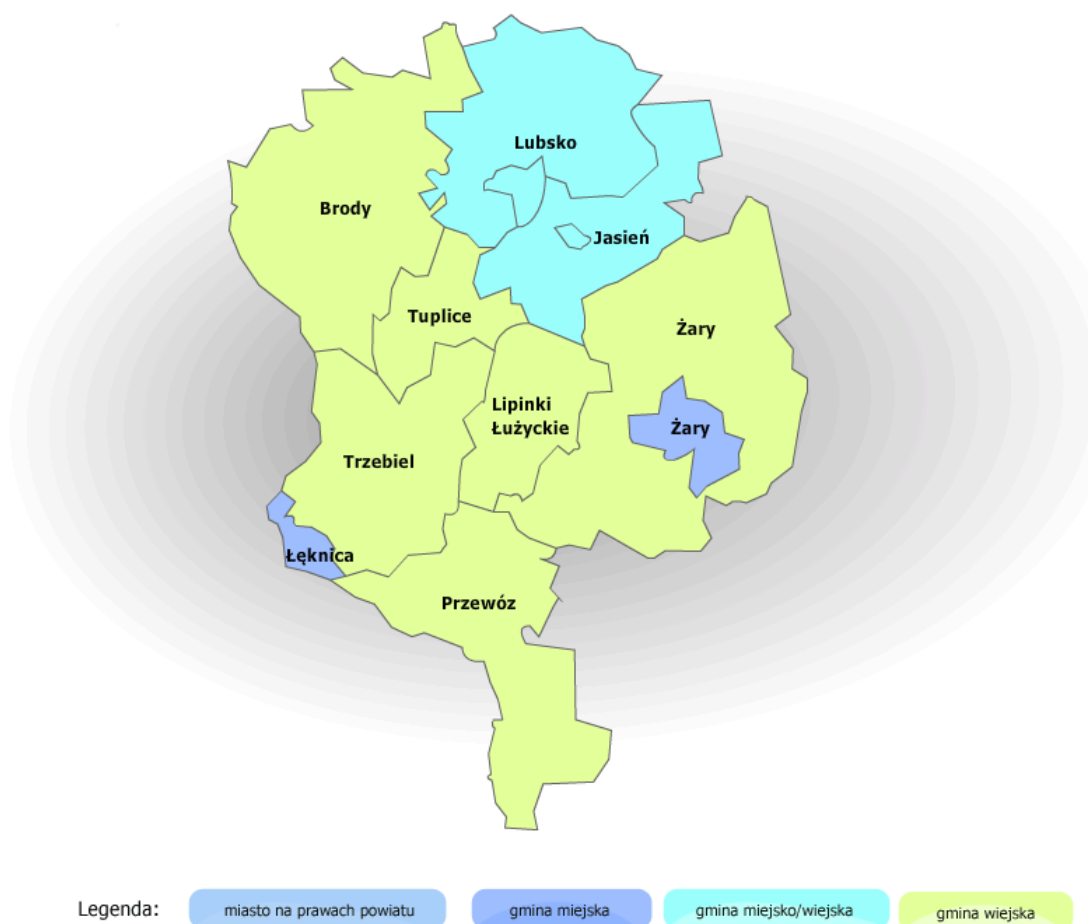 Lubsko
Brody
Jasień
Tuplice
Żary
Lipinki
Łużyckie
Żary
Trzebiel
Łęknica
Przewóz
Legenda: miasto na prawach powiatu gmina miejska gmina miejsko/wiejska gmina wiejska